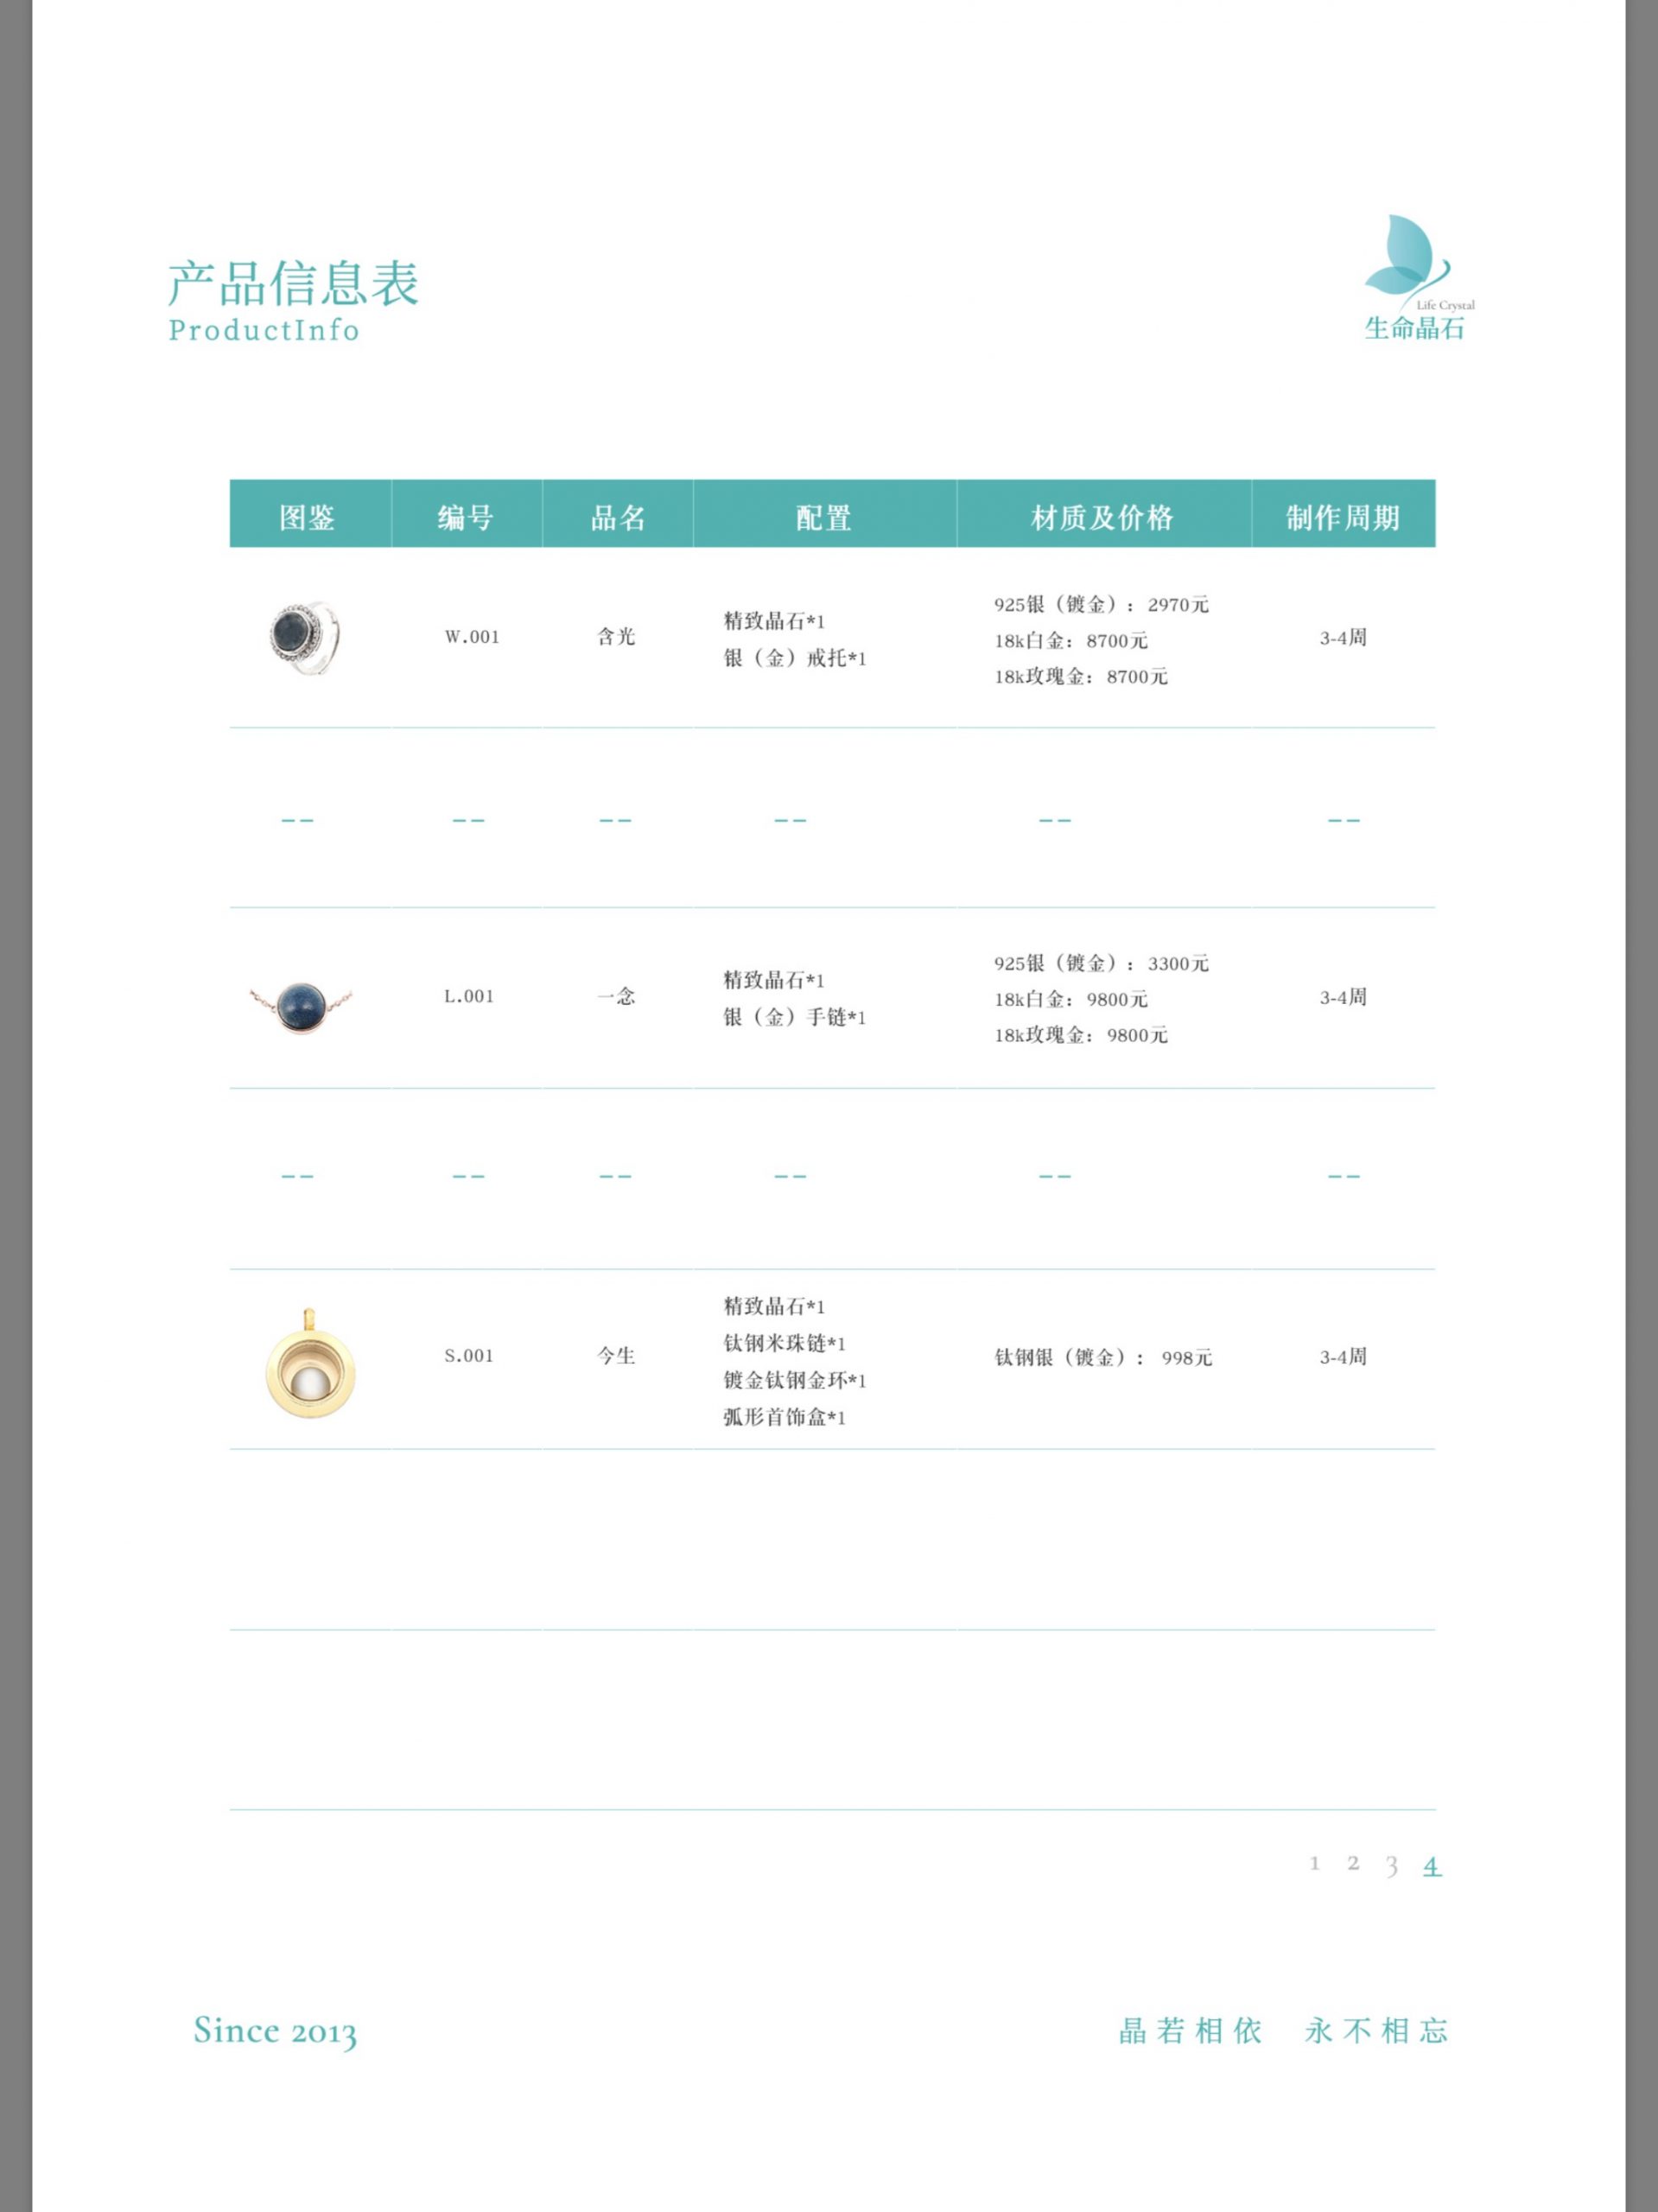 产品信息表
ProductInfo
Life Crystal
生命晶石
图鉴 编号 品名 配置 材质及价格 制作周期
W.001 含光
精致晶石*1
银（金）戒托*1
925银（镀金）：2970元
18k白金：8700元
18k玫瑰金：8700元
3-4周
-- -- -- -- -- --
L.001 一念
精致晶石*1
银（金）手链*1
925银（镀金）：3300元
18k白金：9800元
18k玫瑰金：9800元
3-4周
-- -- -- -- -- --
S.001 今生
精致晶石*1
钛钢米珠链*1
镀金钛钢金环*1
弧形首饰盒*1
钛钢银（镀金）： 998元
3-4周
1 2 3 4
Since 2013
晶若相依 永不相忘